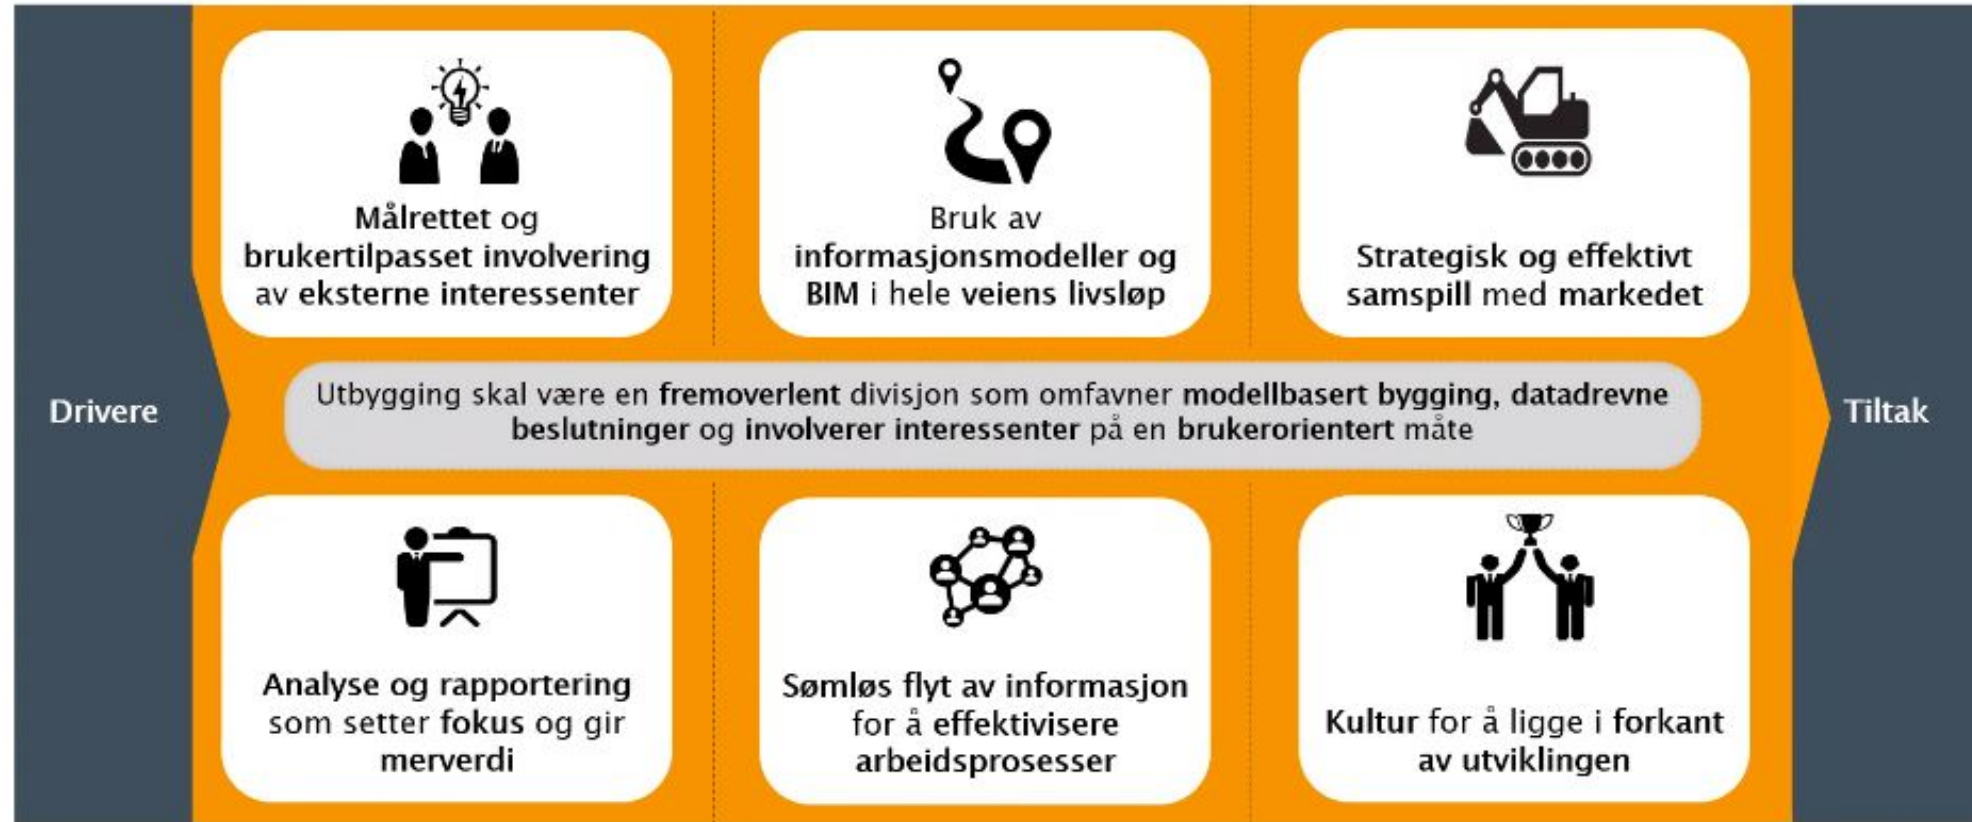 Drivere
Målrettet og
brukertilpasset involvering
av eksterne interessenter
Bruk av
informasjonsmodeller og
BIM i hele veiens livsløp
Strategisk og effektivt
samspill med markedet
Utbygging skal være en fremoverlent divisjon som omfavner modellbasert bygging, datadrevne
beslutninger og involverer interessenter på en brukerorientert måte
Analyse og rapportering
som setter fokus og gir
merverdi
Sømløs flyt av informasjon
for å effektivisere
arbeidsprosesser
Kultur for å ligge i forkant
av utviklingen
Tiltak